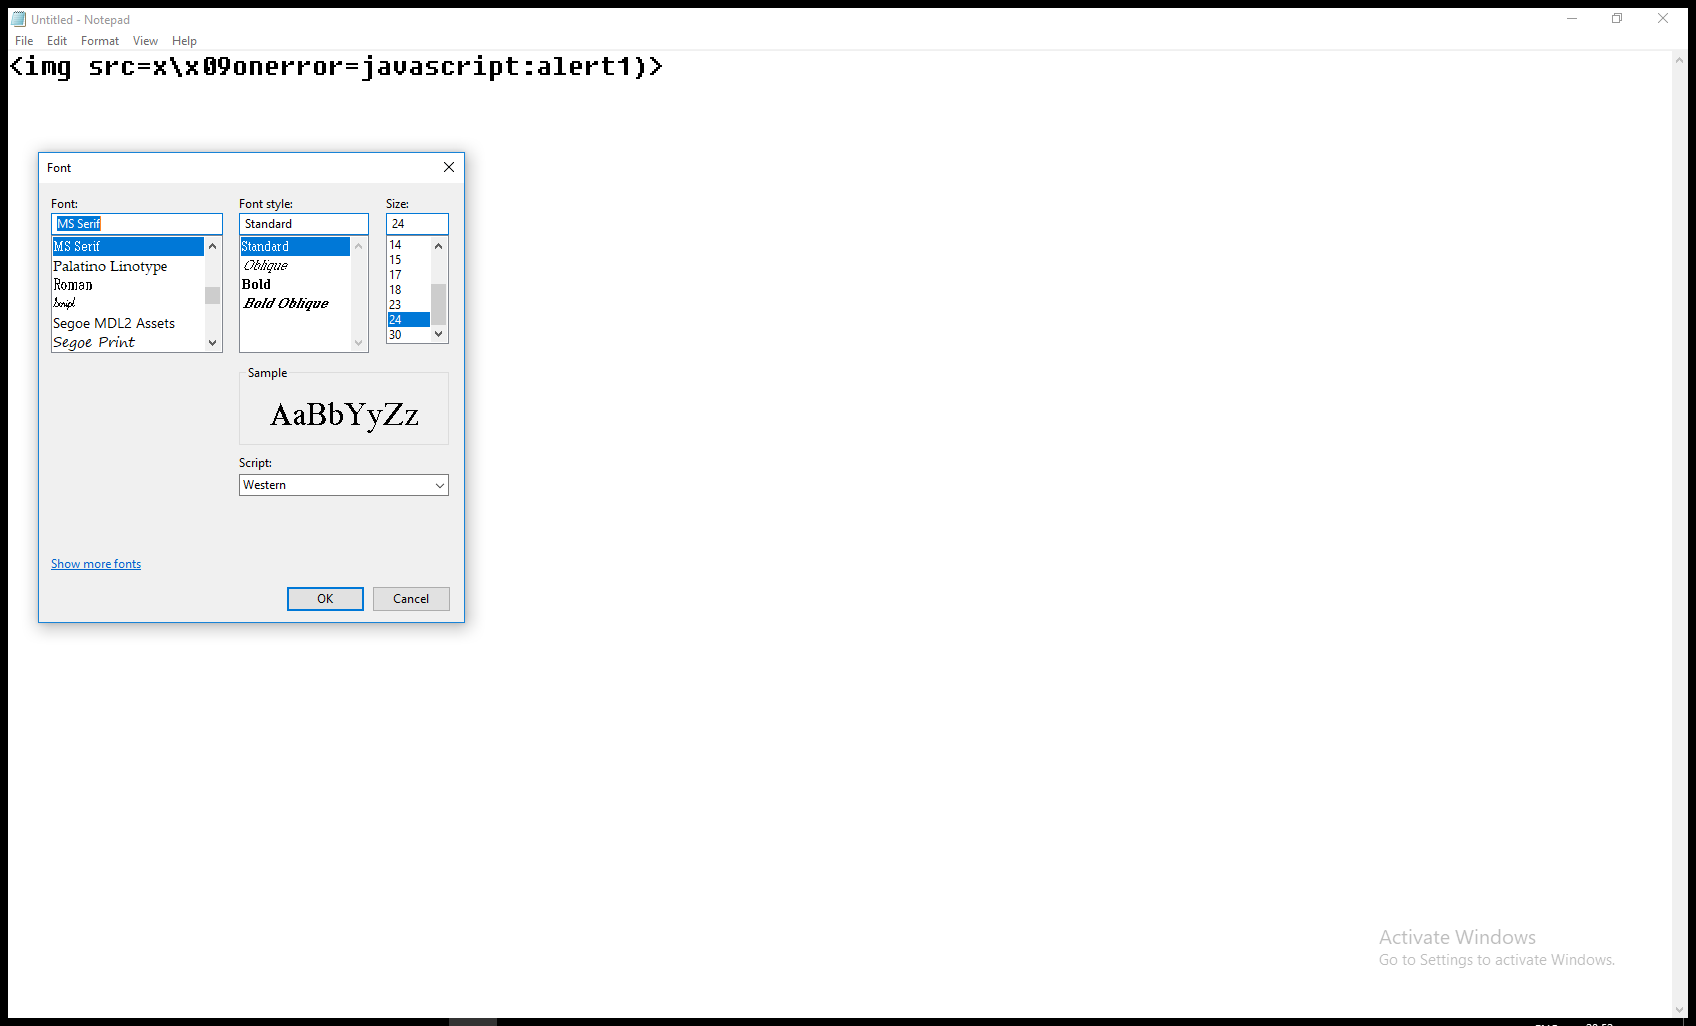 Untitled - Notepad
File Edit Format View Help
<img src=x\x09onerror=javascript:alert1)>
Font
Font: Font style: Size:
MS Serif Standard 24
MS Serif
Palatino Linotype
Roman
Script
Segoe MDL2 Assets
Segoe Print
Standard
Oblique
Bold
Bold Oblique
14
15
17
18
23
24
30
Sample
AaBbYyZz
Script:
Western
Show more fonts
OK Cancel
Activate Windows
Go to Settings to activate Windows.